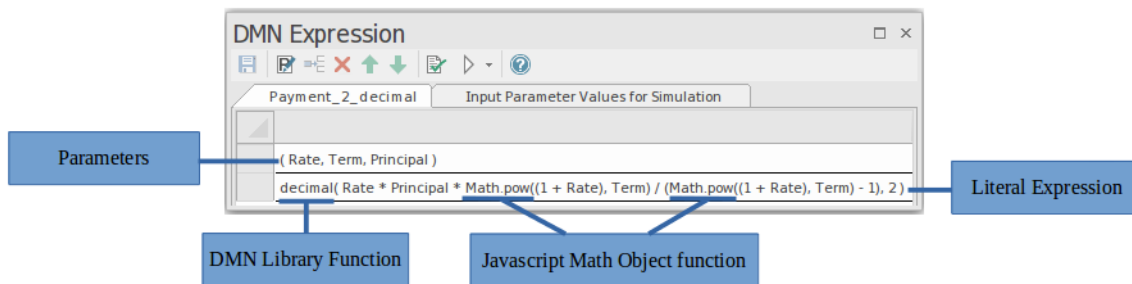 DMN Expression
Payment_2_decimal
Input Parameter Values for Simulation
Parameters
( Rate, Term, Principal )
decimal( Rate * Principal * Math.pow((1 + Rate), Term) / (Math.pow((1 + Rate), Term) - 1), 2 )
Literal Expression
DMN Library Function
Javascript Math Object function